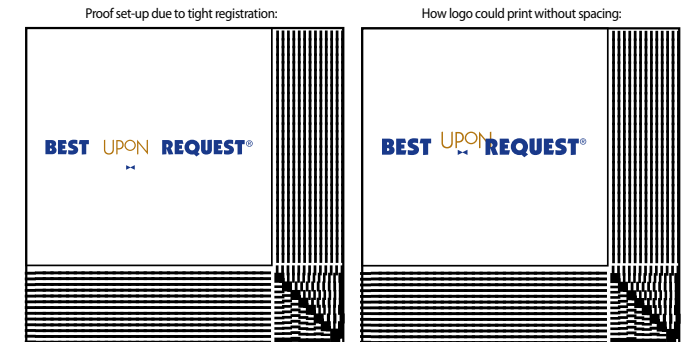 Proof set-up due to tight registration:
How logo could print without spacing:
BEST UPON REQUEST®
BEST UPON REQUEST®